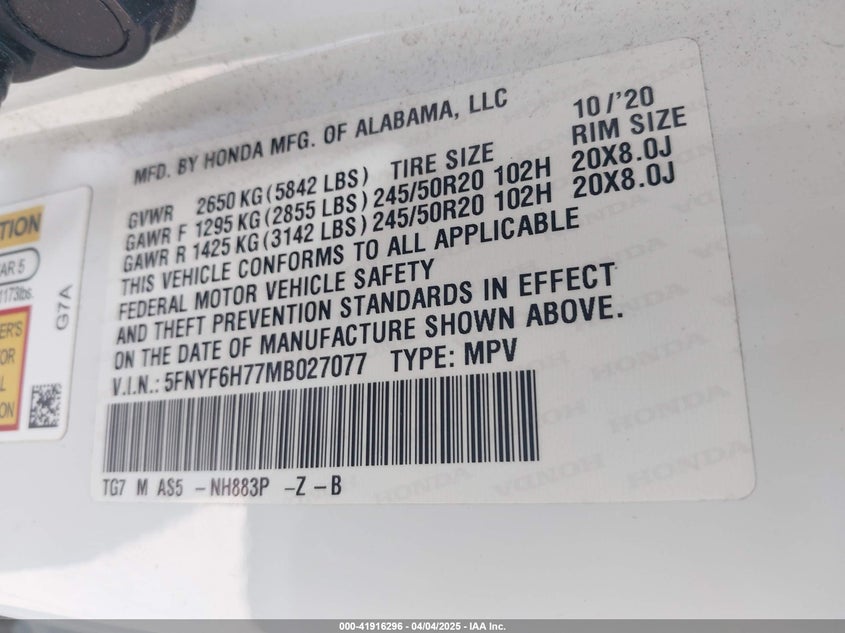 MFD. BY HONDA MFG. OF ALABAMA, LLC 10/'20
GVWR 2650 KG (5842 LBS) TIRE SIZE RIM SIZE
GAWR F 1295 KG (2855 LBS) 245/50R20 102H 20X8.0J
GAWR R 1425 KG (3142 LBS) 245/50R20 102H 20X8.0J
THIS VEHICLE CONFORMS TO ALL APPLICABLE
FEDERAL MOTOR VEHICLE SAFETY
AND THEFT PREVENTION STANDARDS IN EFFECT
ON THE DATE OF MANUFACTURE SHOWN ABOVE.
V.I.N.: 5FNYF6H77MB027077 TYPE: MPV
TG7 M AS5 -NH883P -Z -B
G7A
HONDA
000-41916296 - 04/04/2025 - IAA Inc.